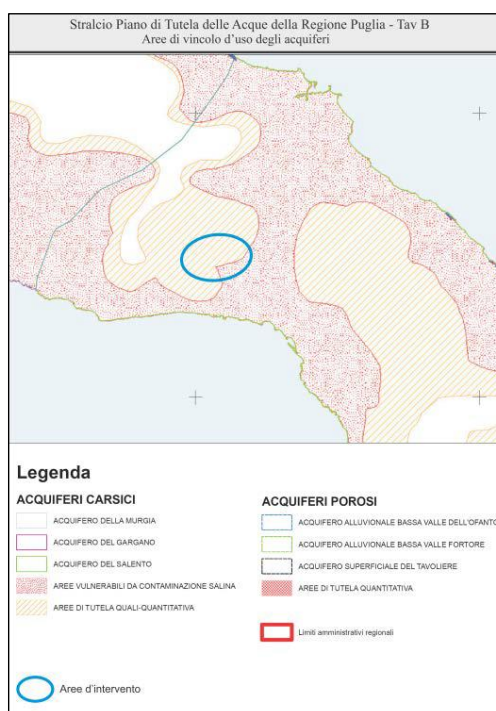 Stralcio Piano di Tutela delle Acque della Regione Puglia - Tav B
Aree di vincolo d'uso degli acquiferi
Legenda
ACQUIFERI CARSICI
ACQUIFERO DELLA MURGIA
ACQUIFERO DEL GARGANO
ACQUIFERO DEL SALENTO
AREE VULNERABILI DA CONTAMINAZIONE SALINA
AREE DI TUTELA QUALI-QUANTITATIVA
ACQUIFERI POROSI
ACQUIFERO ALLUVIONALE BASSA VALLE DELL'OFANTO
ACQUIFERO ALLUVIONALE BASSA VALLE FORTORE
ACQUIFERO SUPERFICIALE DEL TAVOLIERE
AREE DI TUTELA QUANTITATIVA
Limiti amministrativi regionali
Aree d'intervento